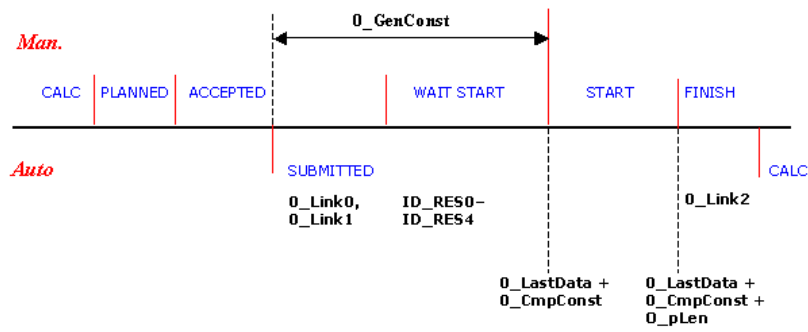 O_GenConst
Man.
CALC PLANNED ACCEPTED WAIT START START FINISH
Auto SUBMITTED CALC
O_Link0, ID_RES0- O_Link2
O_Link1 ID_RES4
O_LastData + O_LastData +
O_CmpConst O_CmpConst +
O_pLen